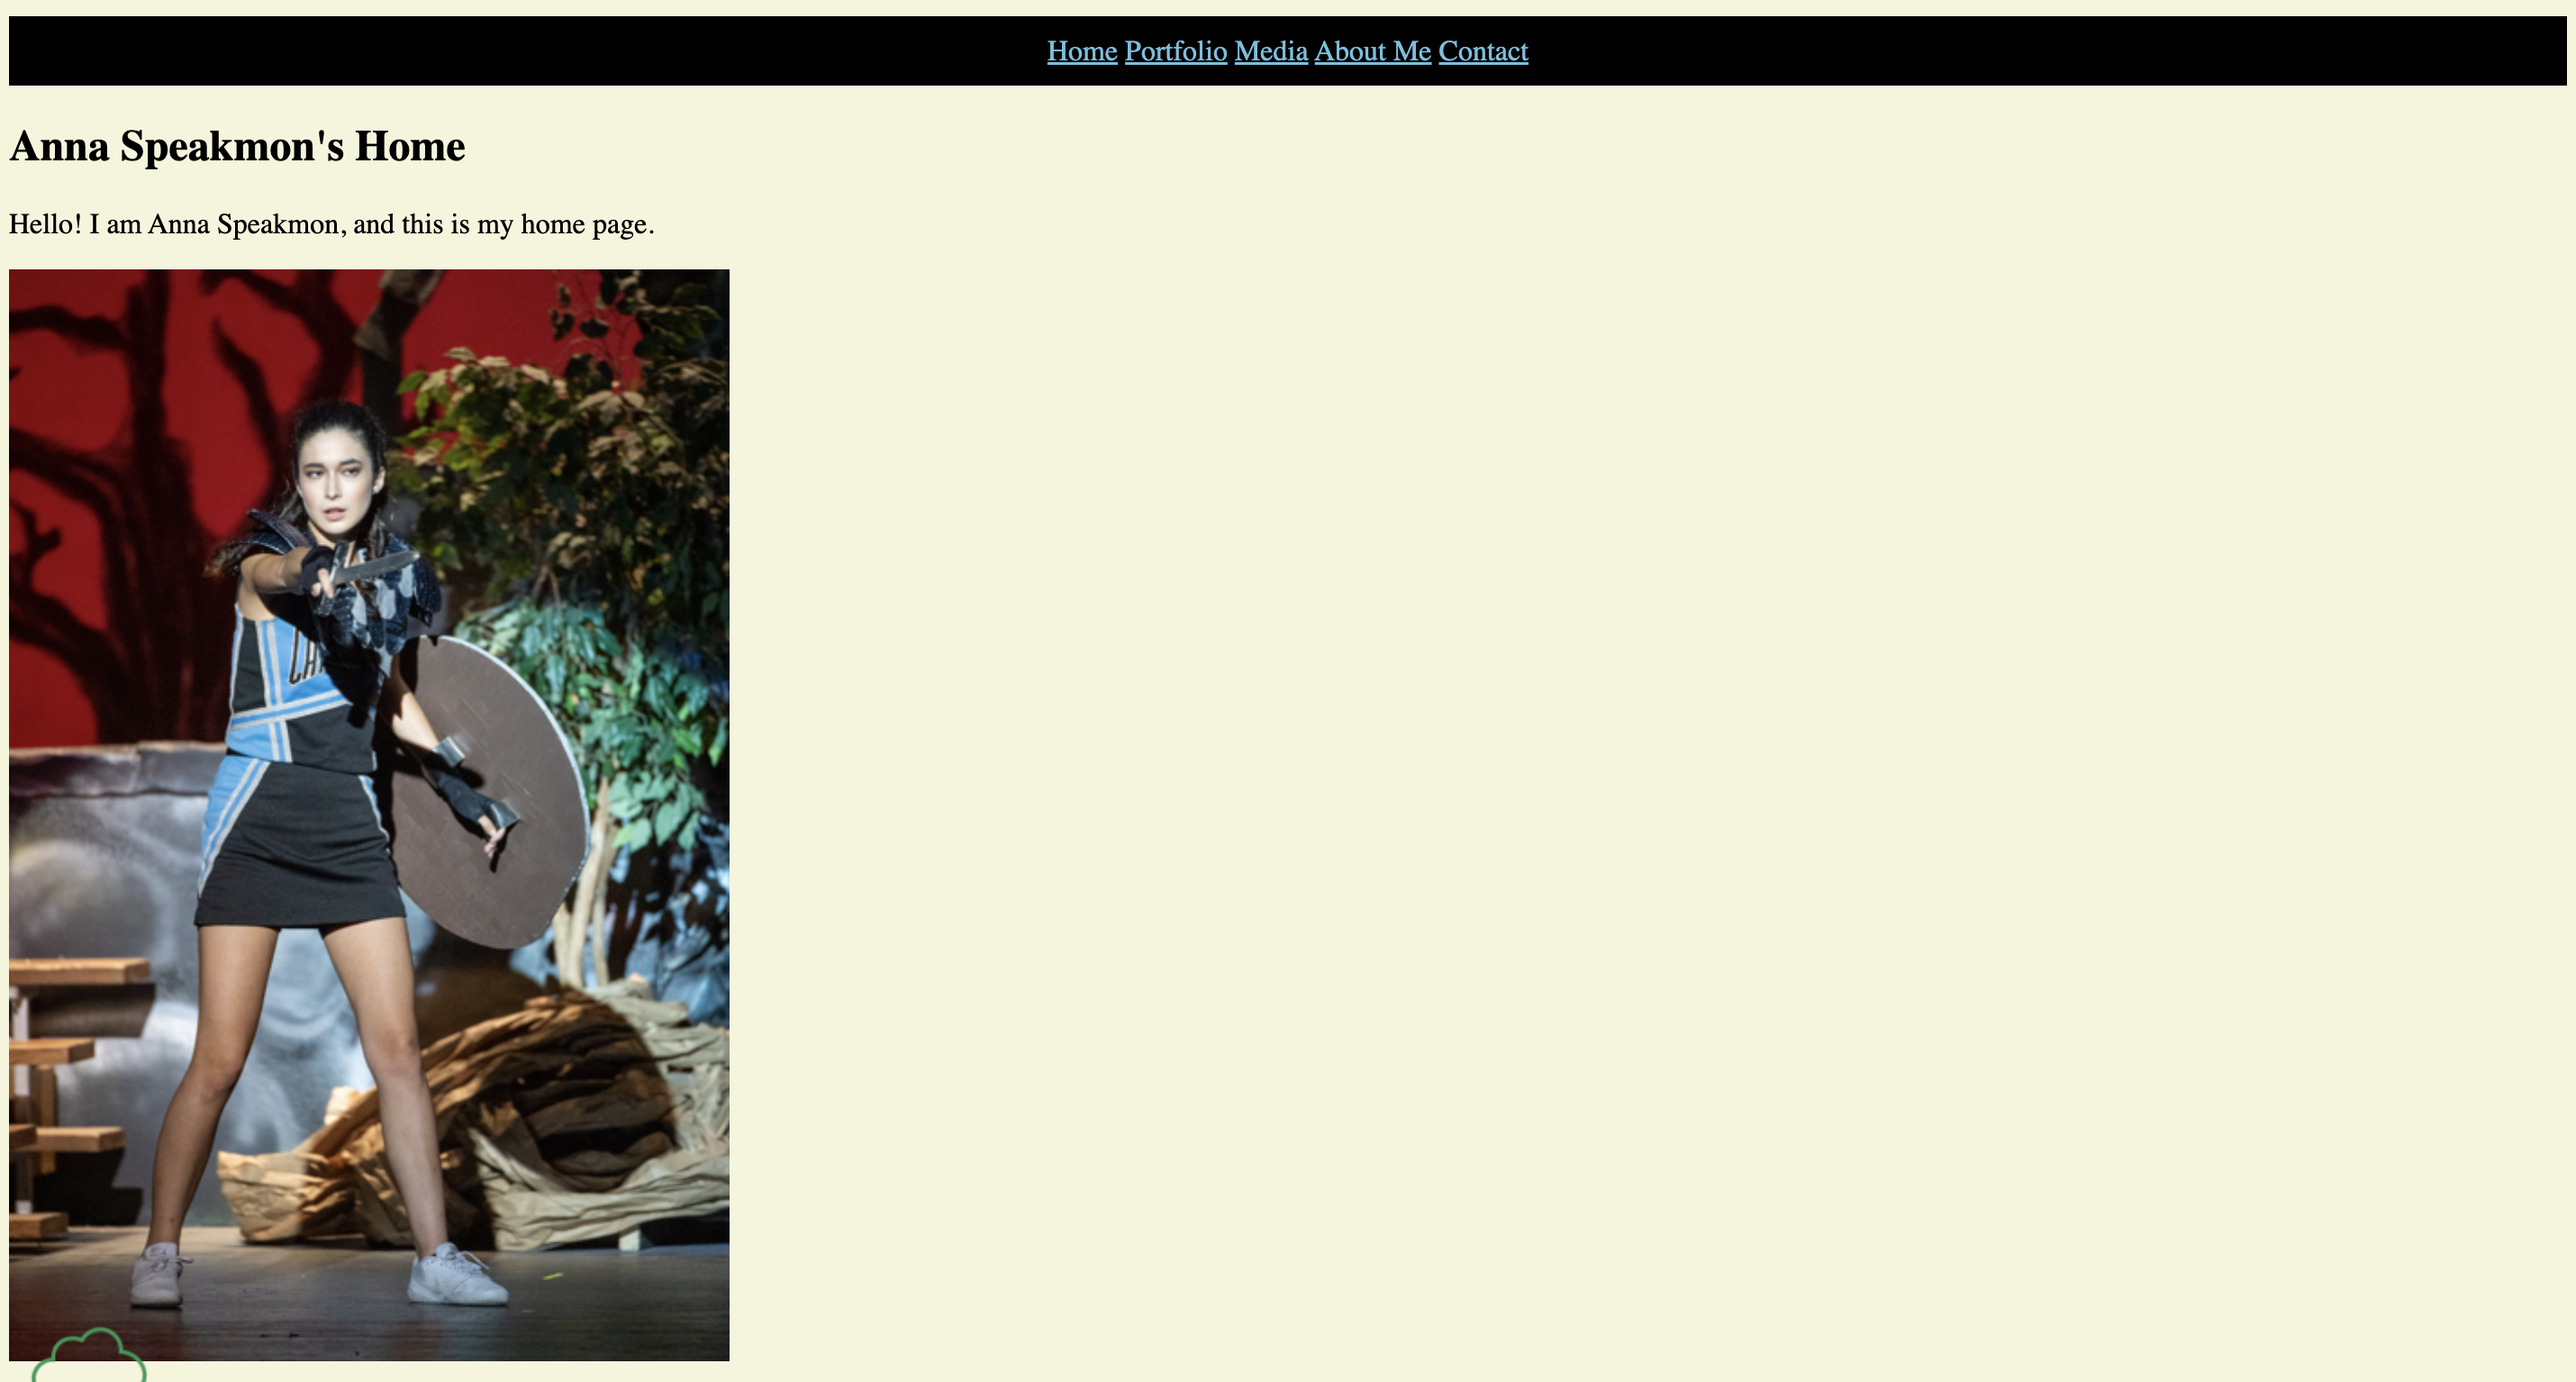 Home Portfolio Media About Me Contact
Anna Speakmon's Home
Hello! I am Anna Speakmon, and this is my home page.